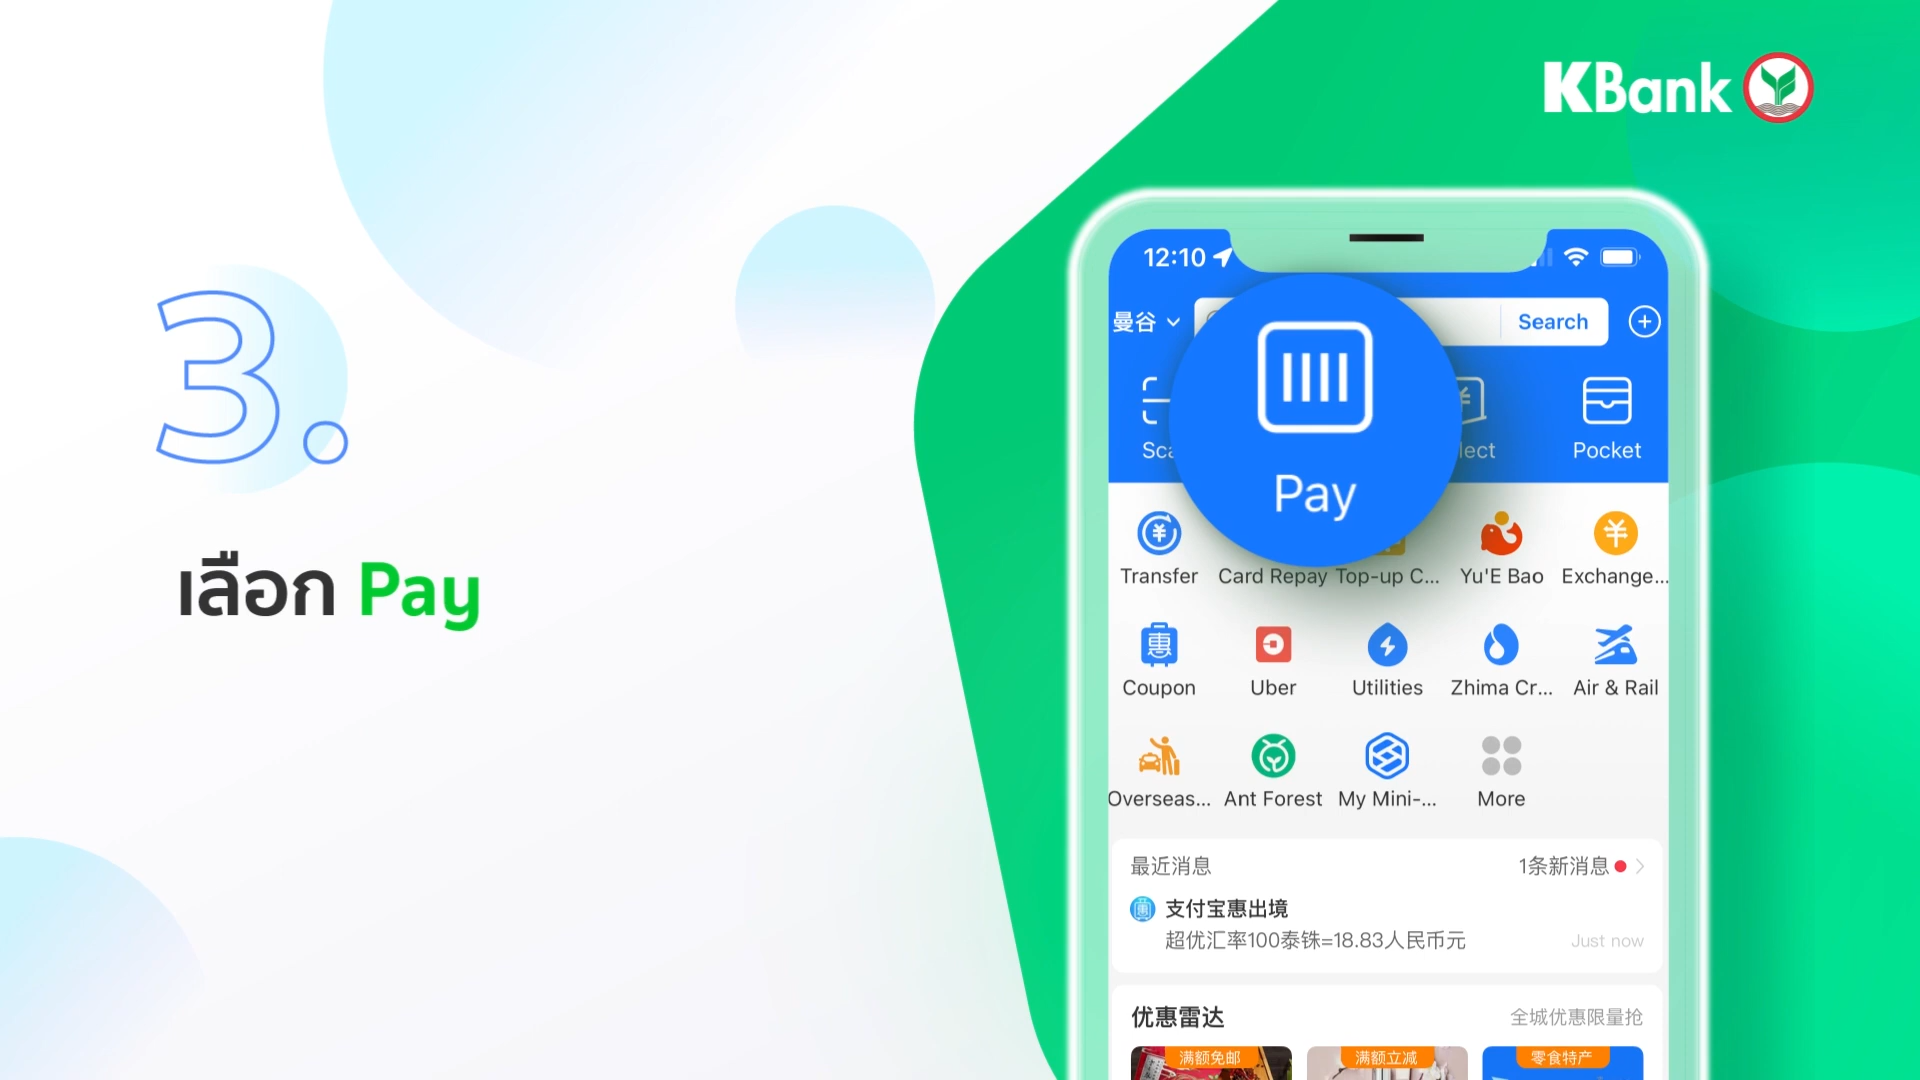 KBank
3.
เลือก Pay
12:10
曼谷
Search
Pay
Pocket
Transfer
Card Repay
Top-up C...
Yu'E Bao
Exchange...
Coupon
Uber
Utilities
Zhima Cr...
Air & Rail
Overseas...
Ant Forest
My Mini-...
More
最近消息
1条新消息
支付宝惠出境
超优汇率100泰铢=18.83人民币元
Just now
优惠雷达
全城优惠限量抢
满额免邮
满额立减
零食特产